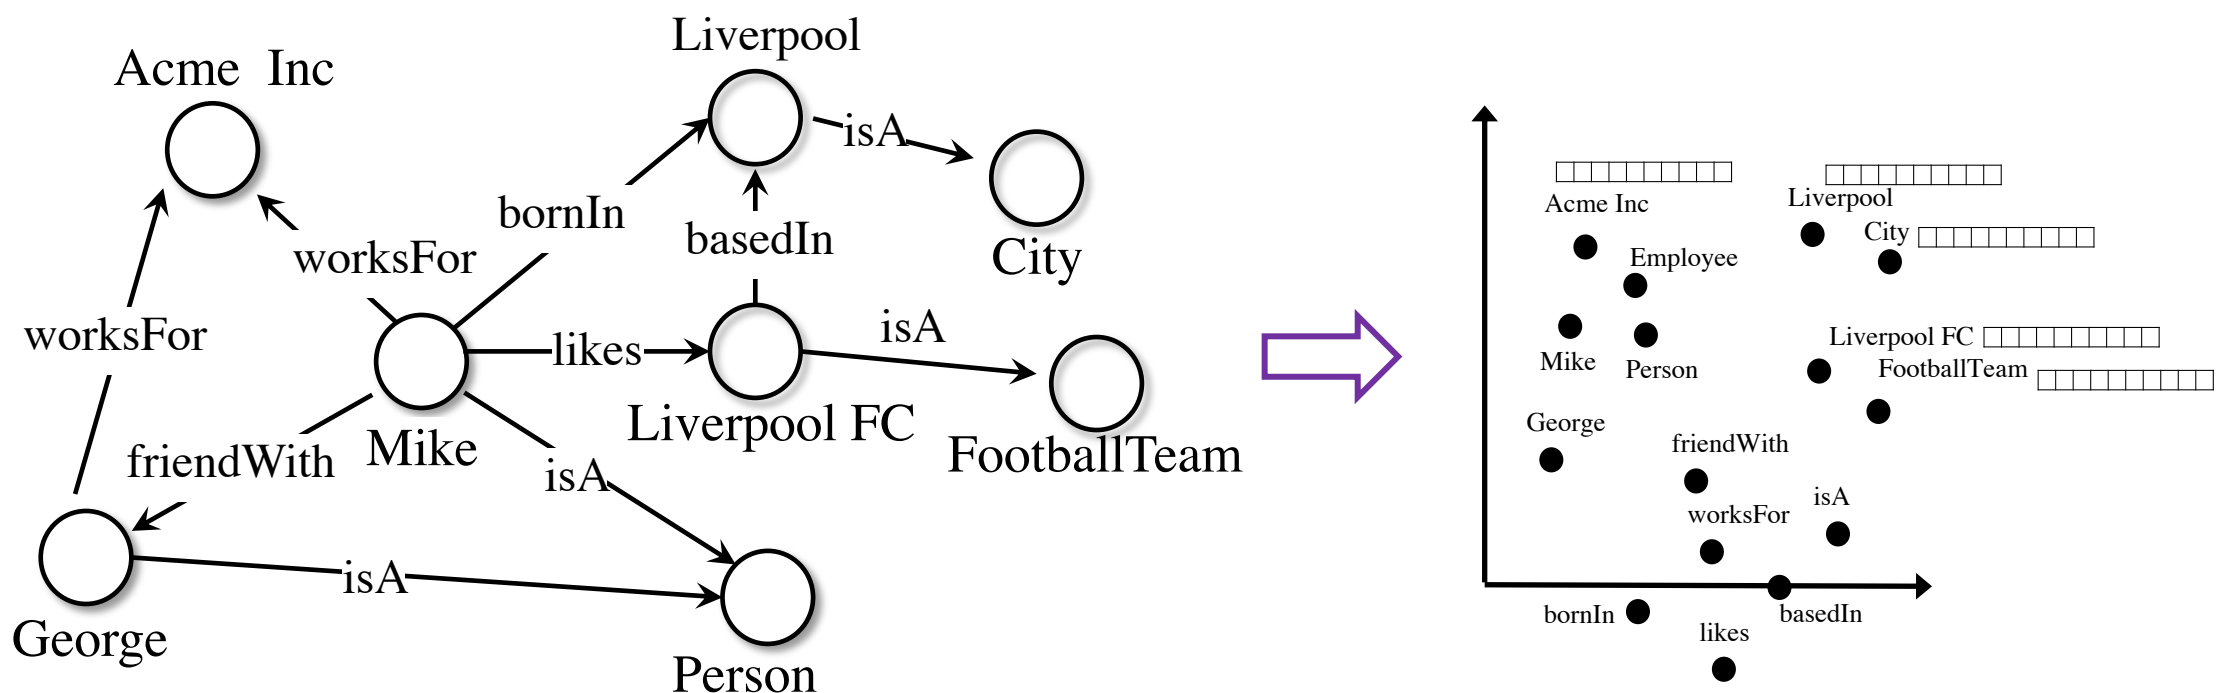 Liverpool
Acme Inc
isA
City
bornIn
basedIn
worksFor
worksFor
isA
likes
Liverpool FC
FootballTeam
Mike
friendWith
isA
isA
George
Person
Acme Inc
Liverpool
City
Employee
Mike
Person
Liverpool FC
FootballTeam
George
friendWith
isA
worksFor
bornIn
basedIn
likes